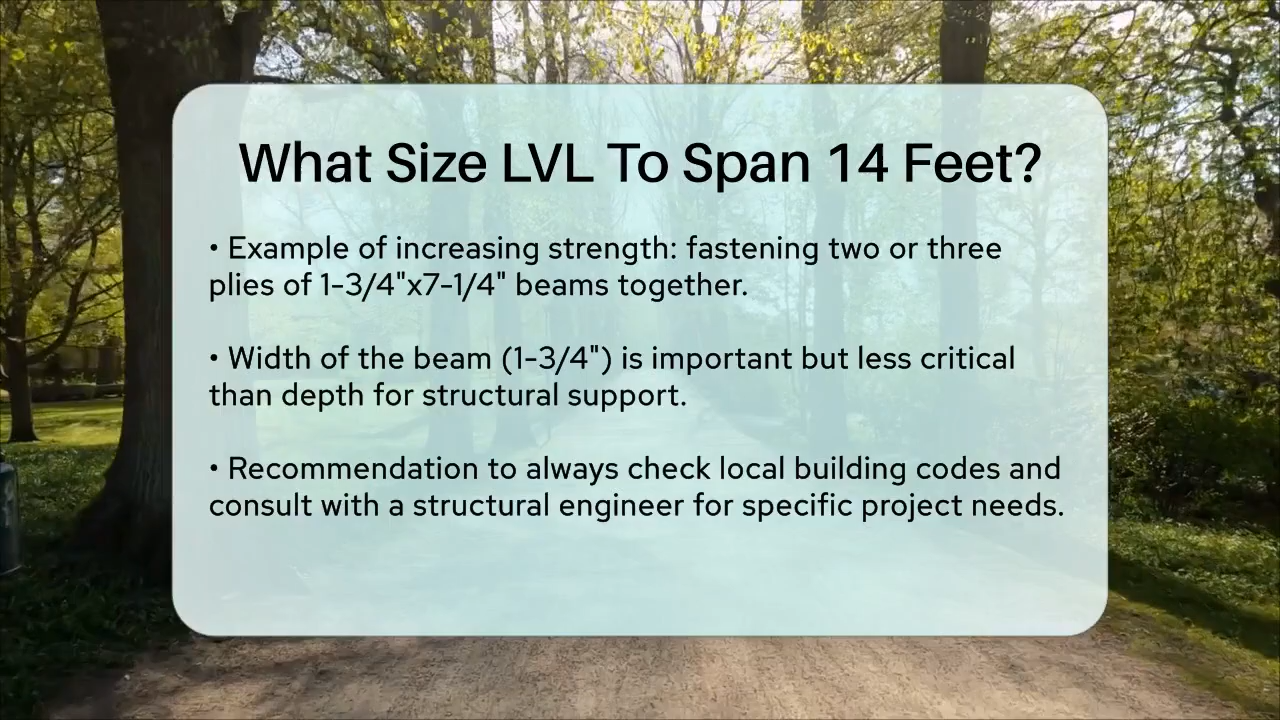 What Size LVL To Span 14 Feet?
• Example of increasing strength: fastening two or three
plies of 1-3/4"x7-1/4" beams together.
• Width of the beam (1-3/4") is important but less critical
than depth for structural support.
• Recommendation to always check local building codes and
consult with a structural engineer for specific project needs.